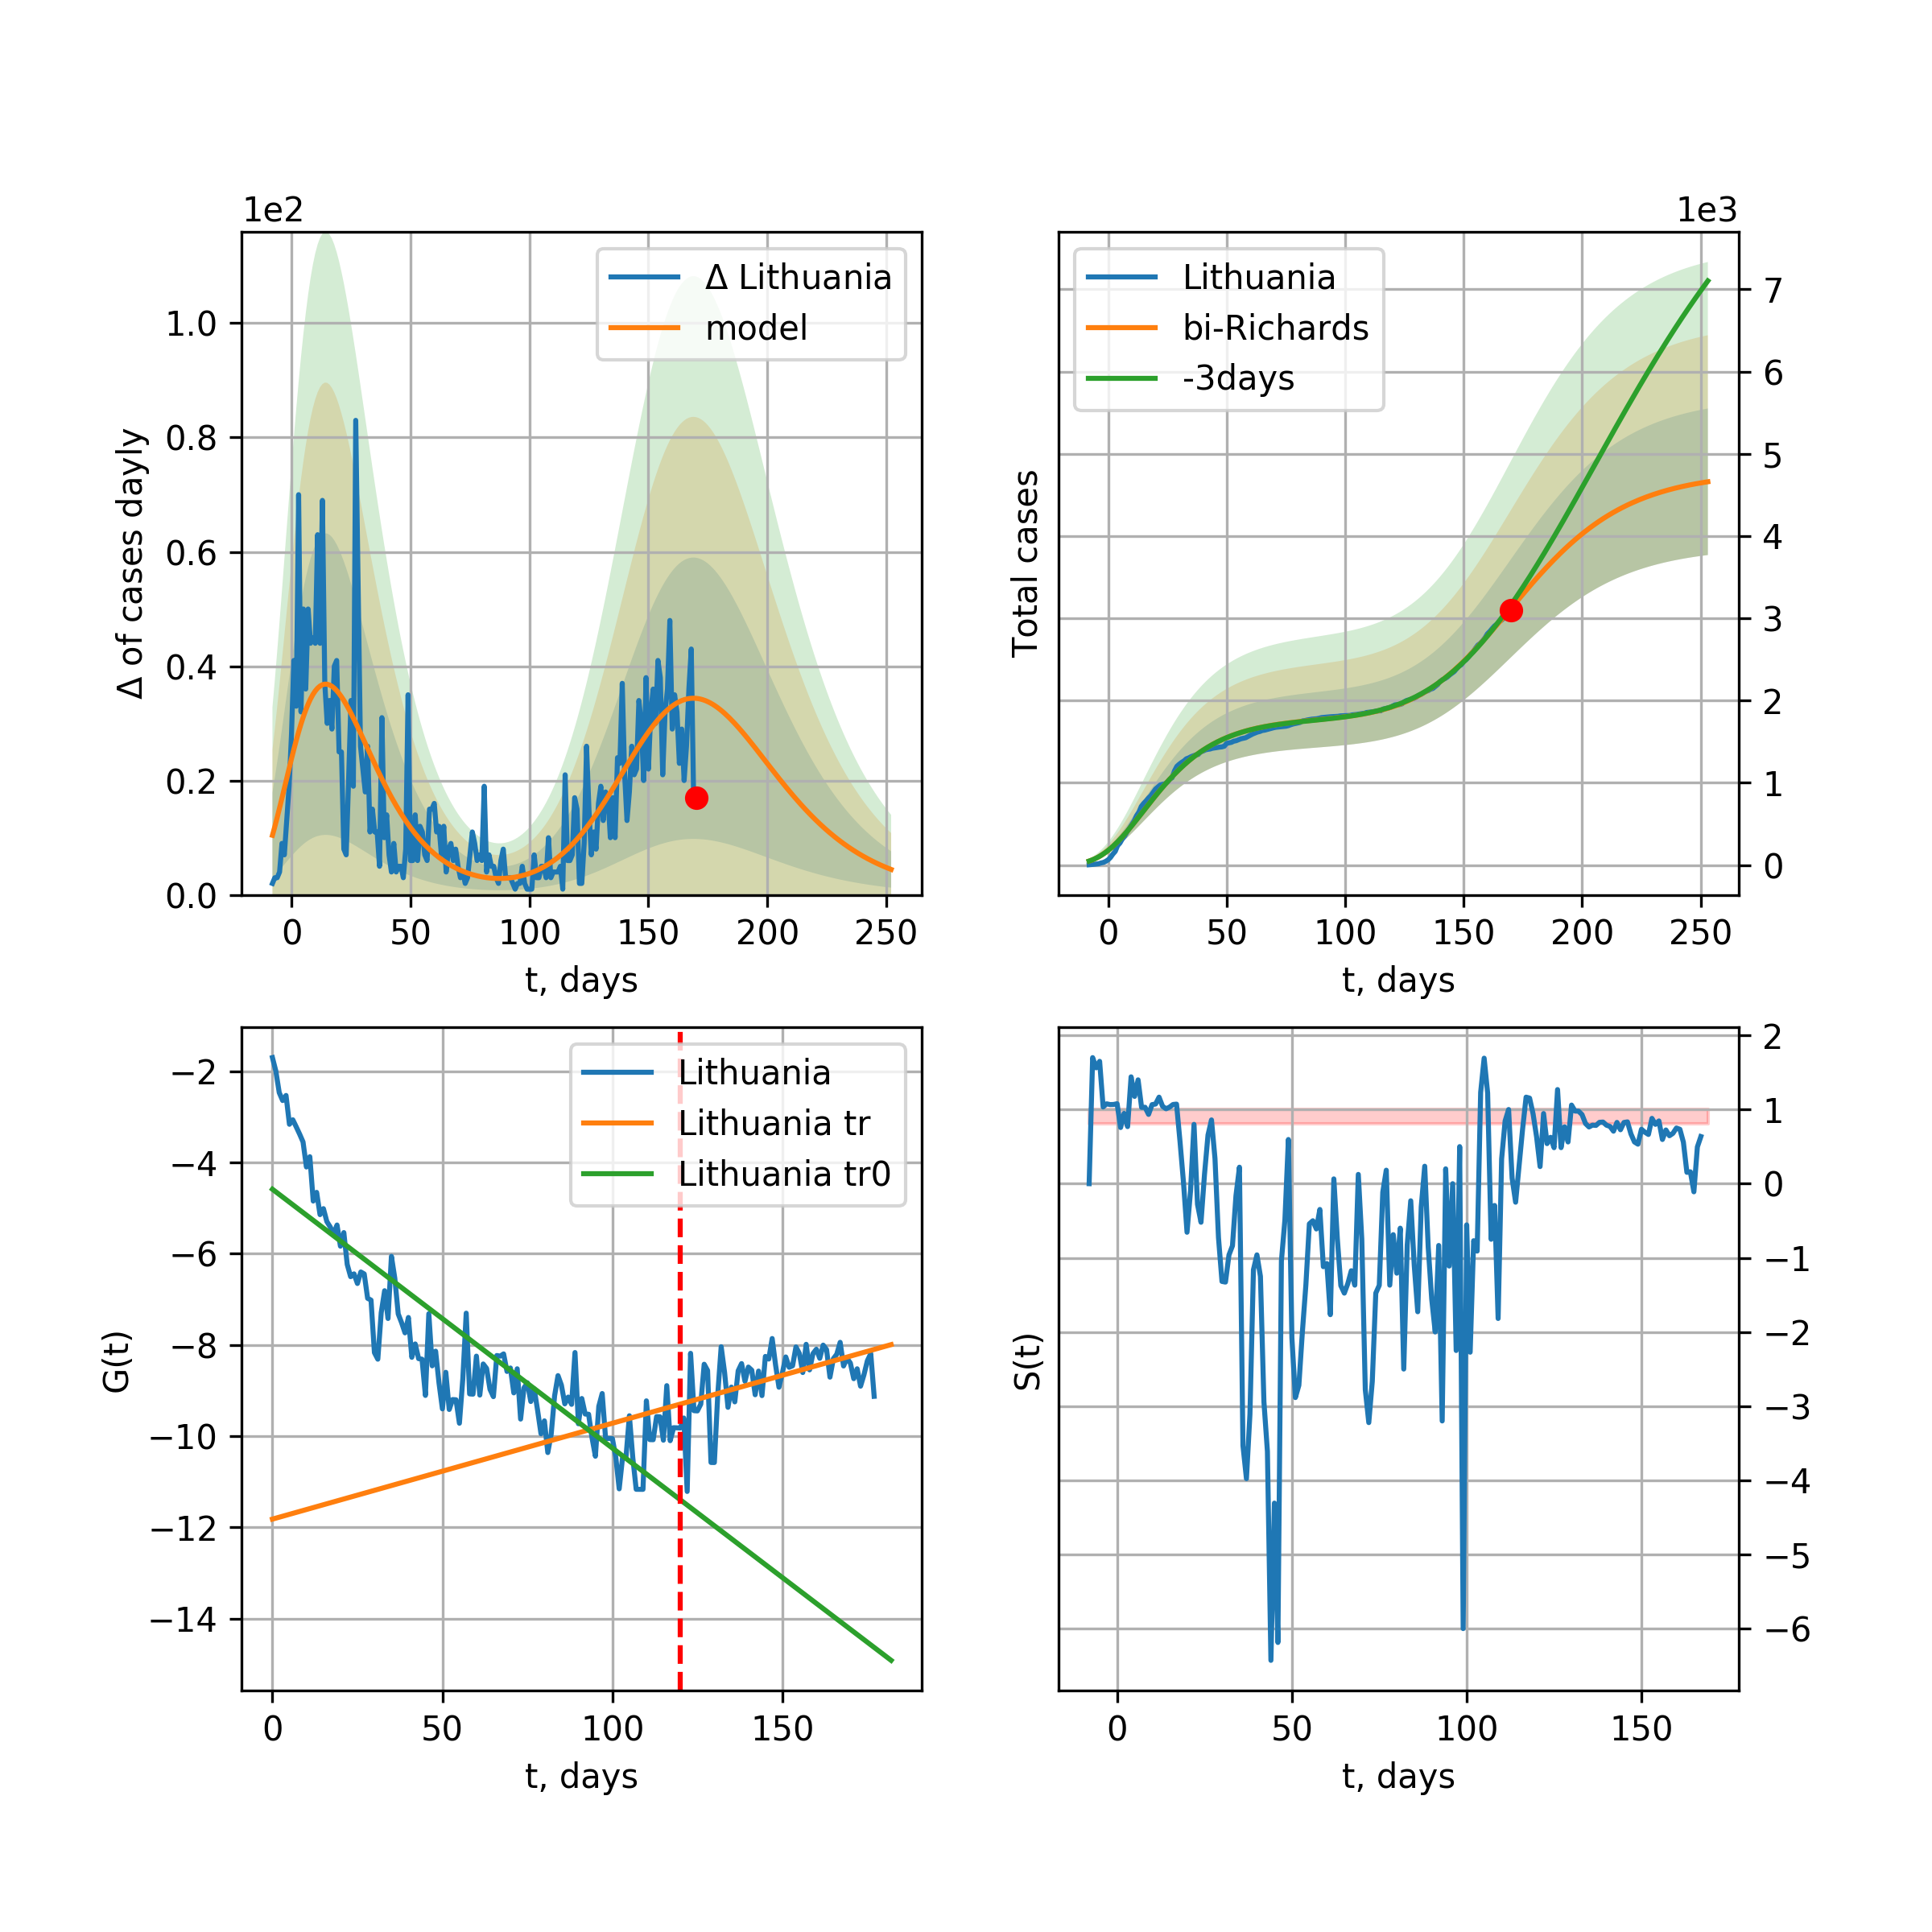 1e2
Δ of cases dayly
1.0
0.8
0.6
0.4
0.2
0.0
0 50 100 150 200 250
t, days
Δ Lithuania
model
1e3
Total cases
7
6
5
4
3
2
1
0
0 50 100 150 200 250
t, days
Lithuania
bi-Richards
-3days
G(t)
−2
−4
−6
−8
−10
−12
−14
0 50 100 150
t, days
Lithuania
Lithuania tr
Lithuania tr0
S(t)
2
1
0
−1
−2
−3
−4
−5
−6
0 50 100 150
t, days